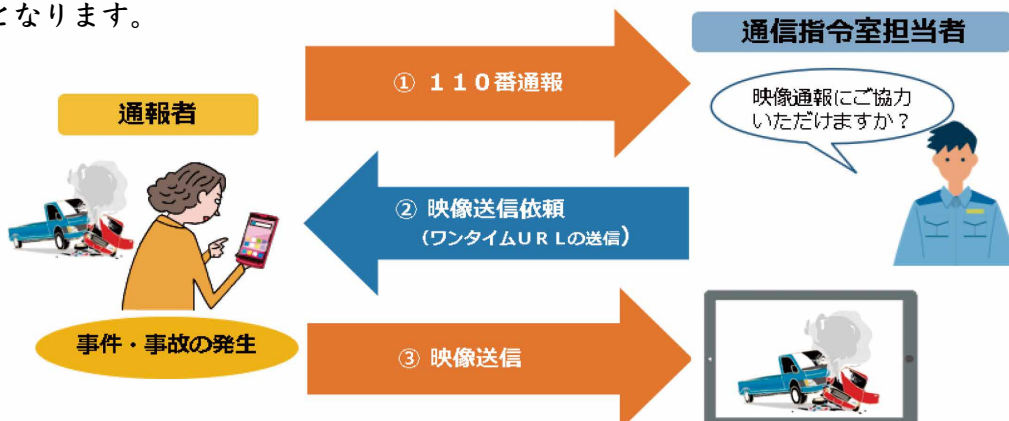 となります。
通信指令室担当者
① 110番通報
映像通報にご協力
いただけますか？
通報者
② 映像送信依頼
（ワンタイムＵＲＬの送信）
事件・事故の発生
③ 映像送信